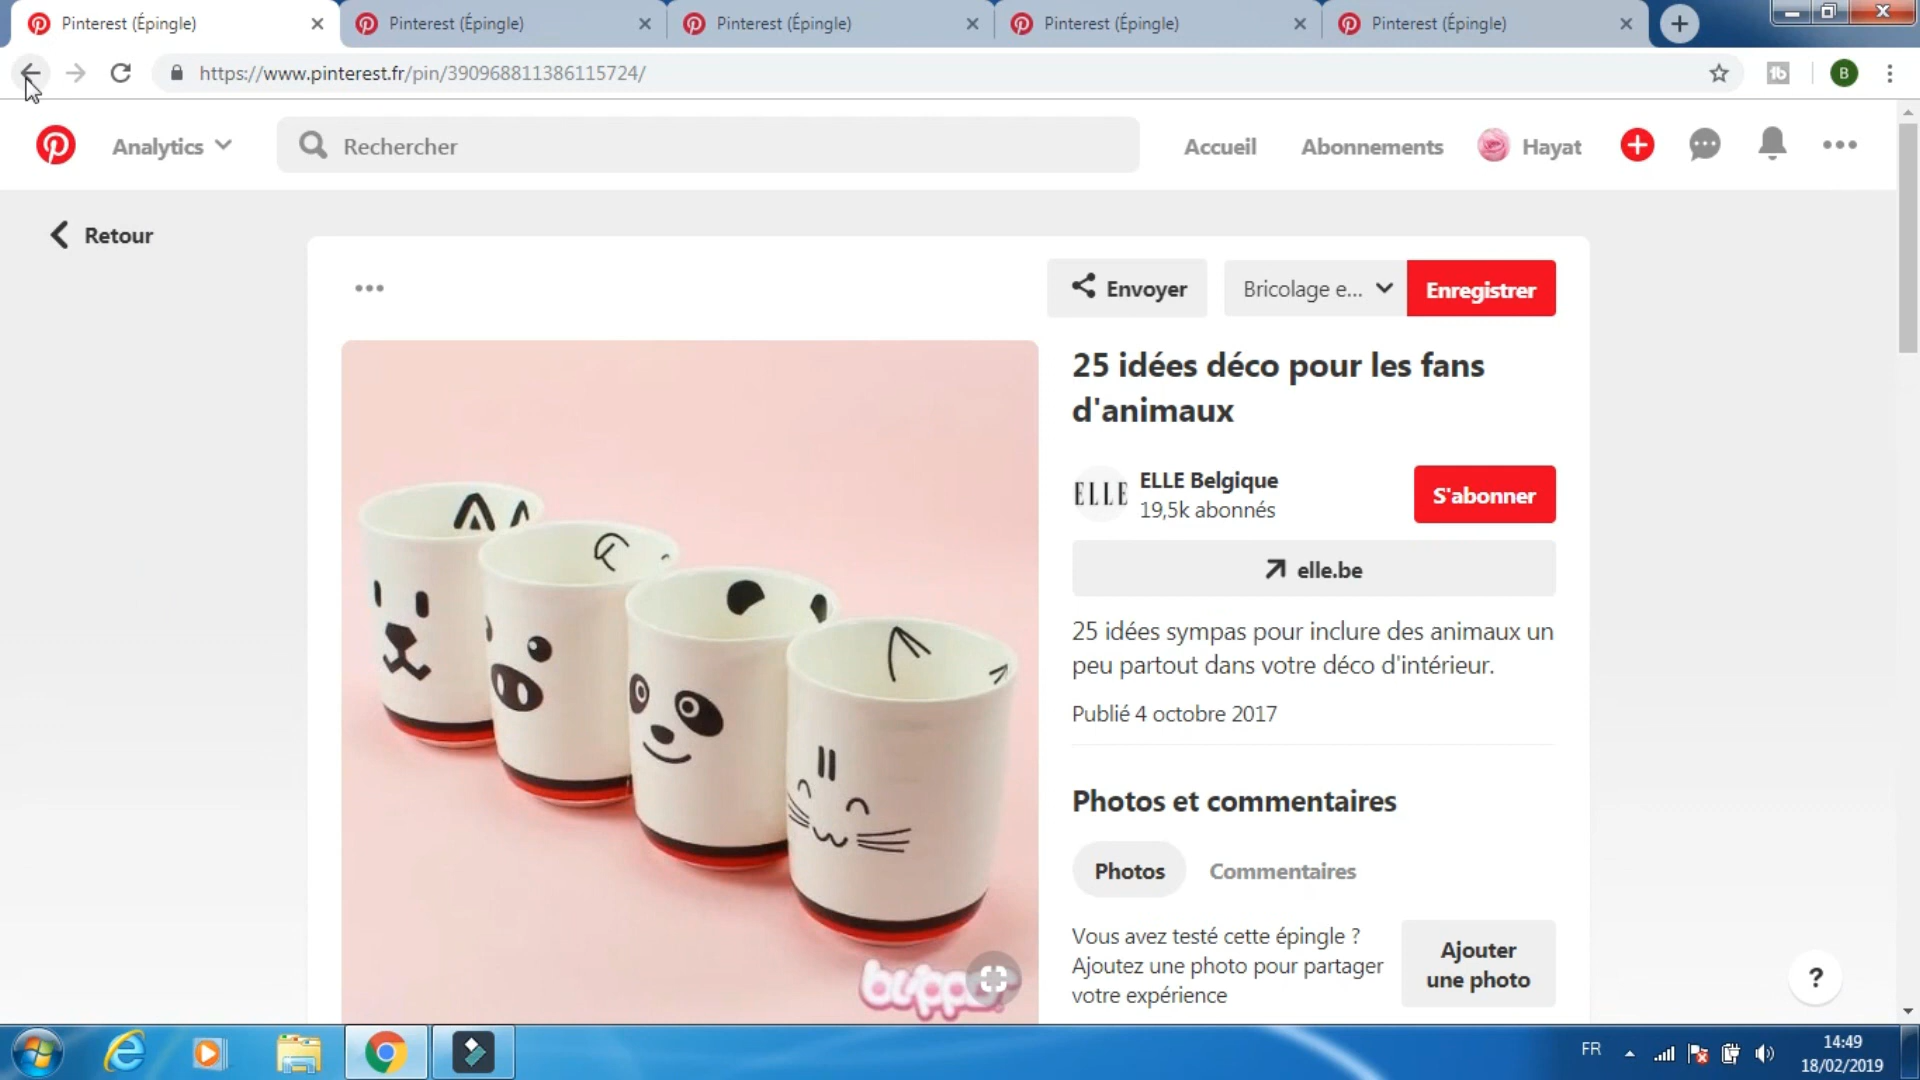 Pinterest (Épingle)
Pinterest (Épingle)
Pinterest (Épingle)
Pinterest (Épingle)
Pinterest (Épingle)
https://www.pinterest.fr/pin/390968811386115724/
B
Analytics
Rechercher
Accueil
Abonnements
Hayat
Retour
Envoyer
Bricolage e...
Enregistrer
25 idées déco pour les fans
d'animaux
ELLE
ELLE Belgique
19,5k abonnés
S'abonner
elle.be
25 idées sympas pour inclure des animaux un
peu partout dans votre déco d'intérieur.
Publié 4 octobre 2017
Photos et commentaires
Photos
Commentaires
Vous avez testé cette épingle ?
Ajoutez une photo pour partager
votre expérience
Ajouter
une photo
?
FR
14:49
18/02/2019